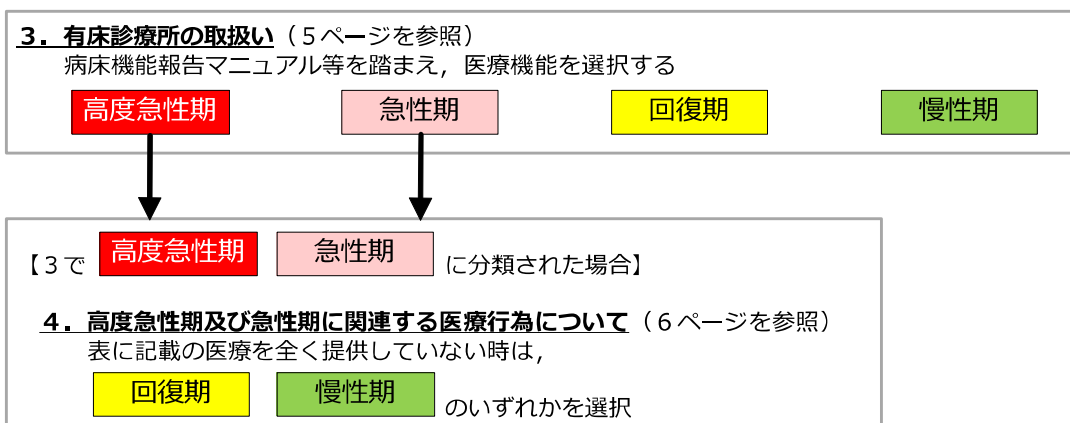 3．有床診療所の取扱い（５ページを参照）
病床機能報告マニュアル等を踏まえ，医療機能を選択する
高度急性期 急性期 回復期 慢性期
【３で 高度急性期 急性期 に分類された場合】
4．高度急性期及び急性期に関連する医療行為について（６ページを参照）
表に記載の医療を全く提供していない時は，
回復期 慢性期 のいずれかを選択